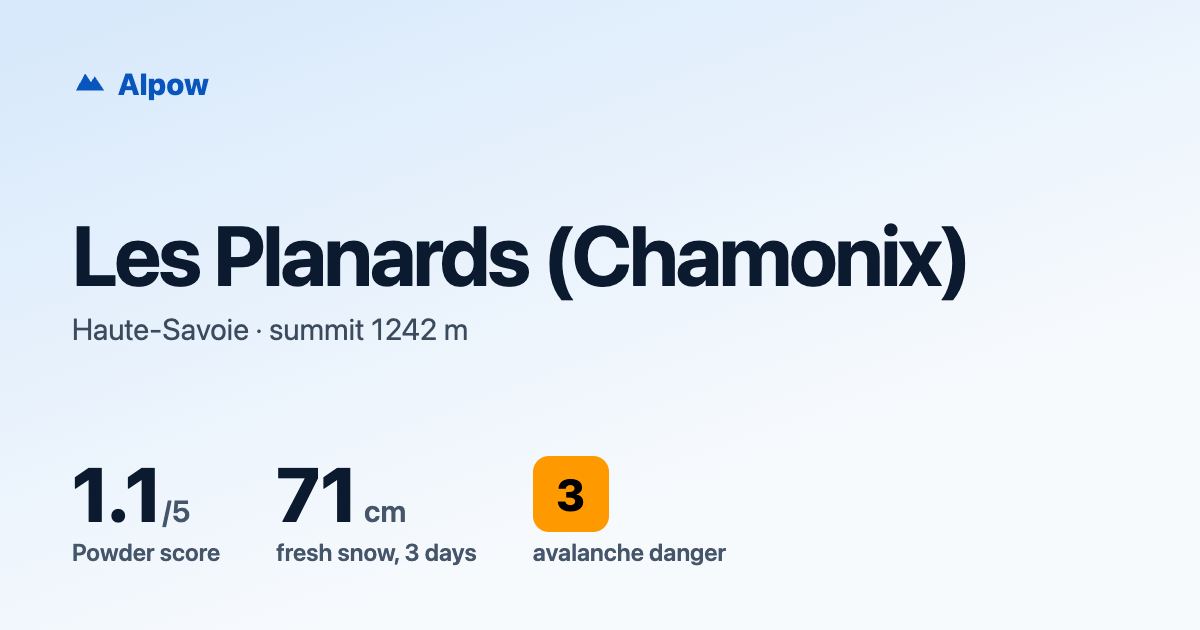 Alpow
Les Planards (Chamonix)
Haute-Savoie · summit 1242 m
1.1/5
Powder score
71 cm
fresh snow, 3 days
3
avalanche danger